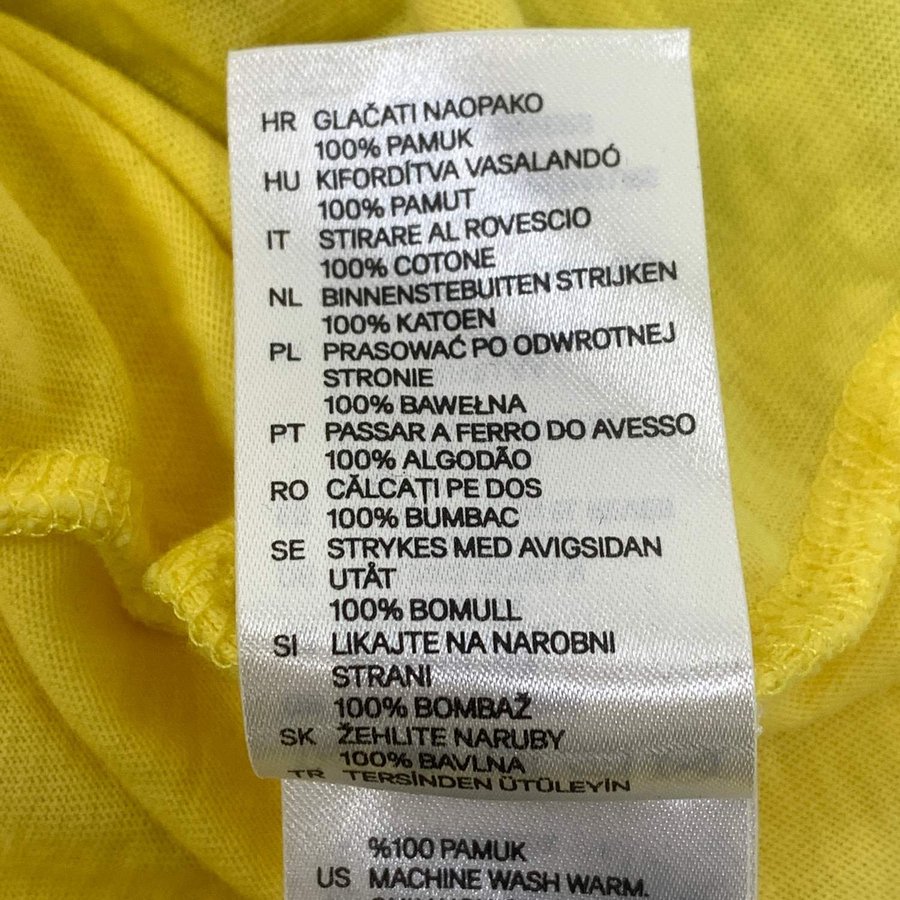 HR GLAČATI NAOPAKO
100% PAMUK
HU KIFORDÍTVA VASALANDÓ
100% PAMUT
IT STIRARE AL ROVESCIO
100% COTONE
NL BINNENSTEBUITEN STRIJKEN
100% KATOEN
PL PRASOWAĆ PO ODWROTNEJ
STRONIE
100% BAWEŁNA
PT PASSAR A FERRO DO AVESSO
100% ALGODÃO
RO CĂLCAȚI PE DOS
100% BUMBAC
SE STRYKES MED AVIGSIDAN
UTÅT
100% BOMULL
SI LIKAJTE NA NAROBNI
STRANI
100% BOMBAŽ
SK ŽEHLITE NARUBY
100% BAVLNA
TR TERSİNDEN ÜTÜLEYİN
%100 PAMUK
US MACHINE WASH WARM.